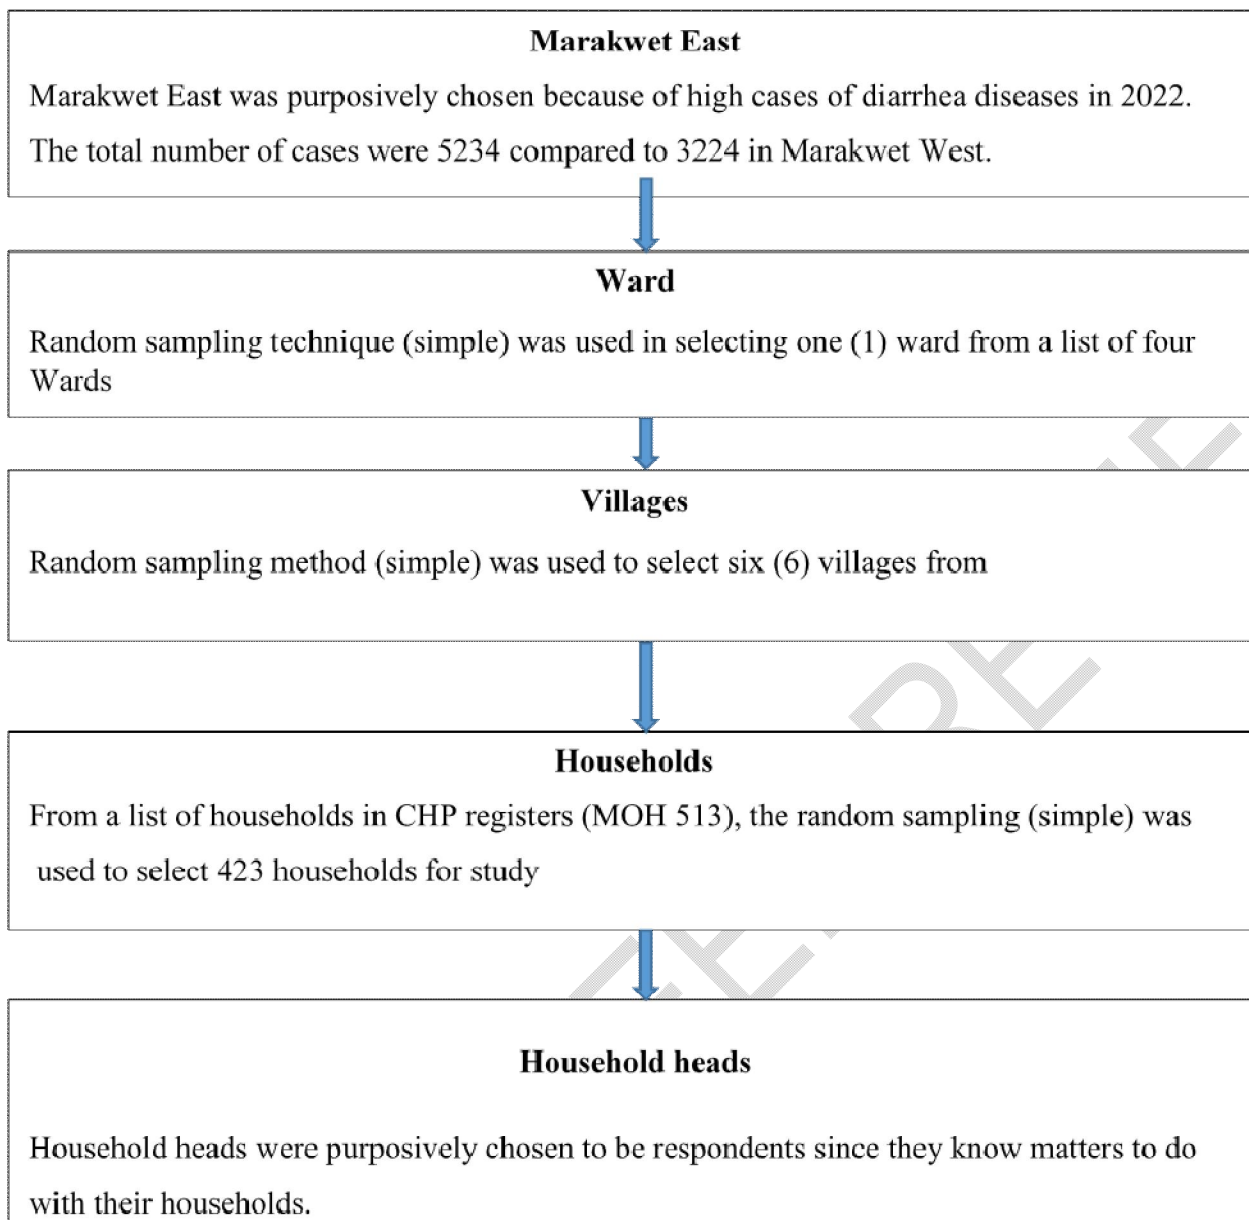 Marakwet East
Marakwet East was purposively chosen because of high cases of diarrhea diseases in 2022.
The total number of cases were 5234 compared to 3224 in Marakwet West.
Ward
Random sampling technique (simple) was used in selecting one (1) ward from a list of four
Wards
Villages
Random sampling method (simple) was used to select six (6) villages from
Households
From a list of households in CHP registers (MOH 513), the random sampling (simple) was
used to select 423 households for study
Household heads
Household heads were purposively chosen to be respondents since they know matters to do
with their households.